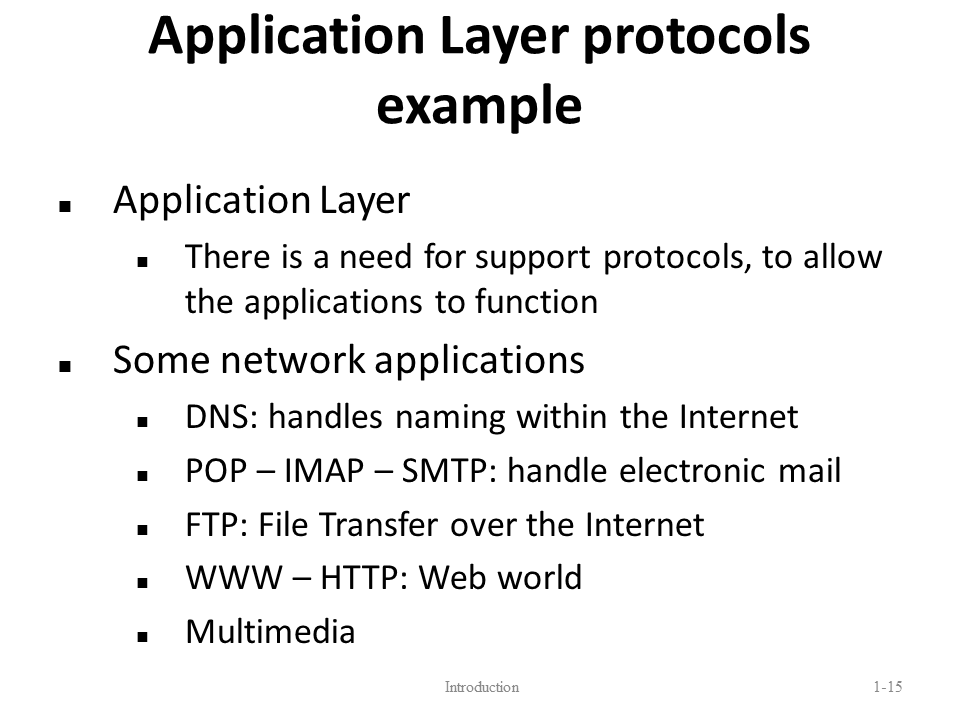 Application Layer protocols
example
■ Application Layer
■ There is a need for support protocols, to allow
the applications to function
■ Some network applications
■ DNS: handles naming within the Internet
■ POP – IMAP – SMTP: handle electronic mail
■ FTP: File Transfer over the Internet
■ WWW – HTTP: Web world
■ Multimedia
Introduction 1-15